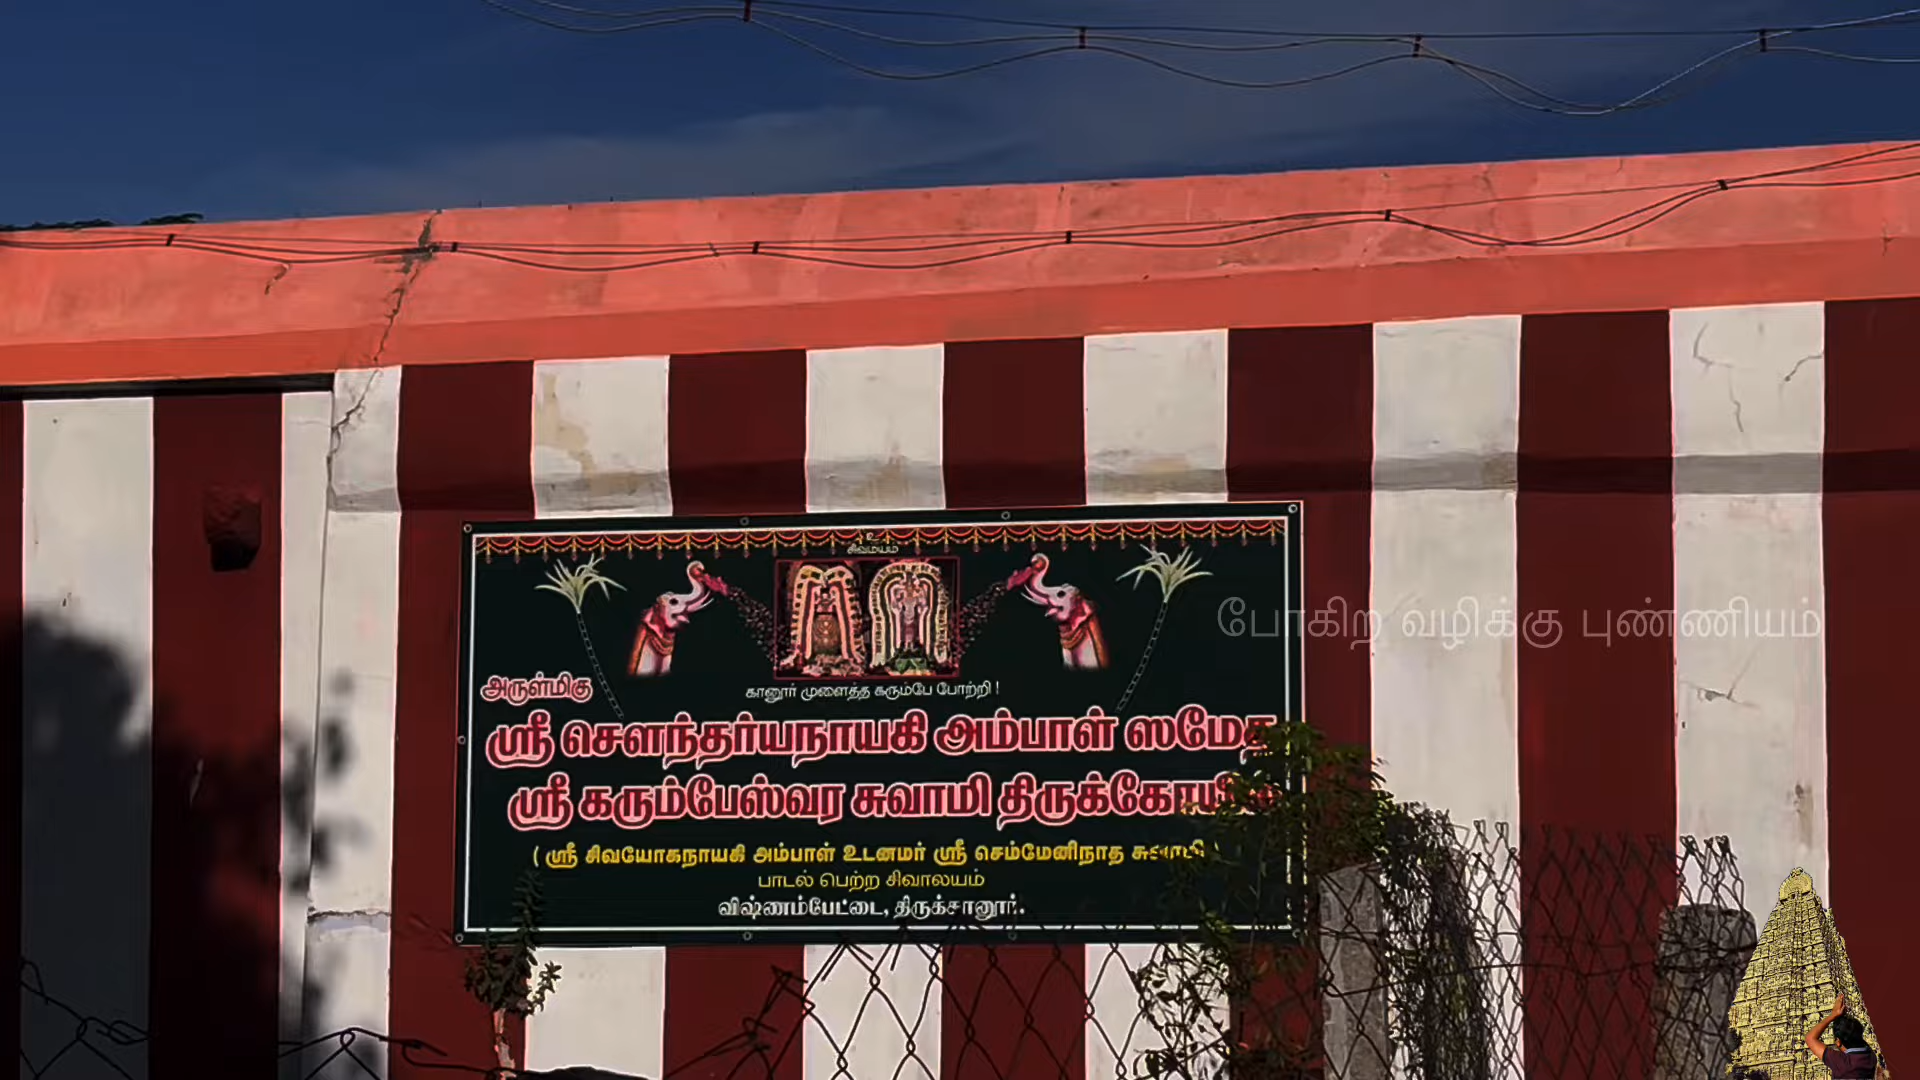 உ
சிவமயம்
கானூர் முளைத்த கரும்பே போற்றி !
அருள்மிகு
ஸ்ரீ சௌந்தர்யநாயகி அம்பாள் ஸமேத
ஸ்ரீ கரும்பேஸ்வர சுவாமி திருக்கோயில்
( ஸ்ரீ சிவயோகநாயகி அம்பாள் உடனமர் ஸ்ரீ செம்மேனிநாத சுவாமி )
பாடல் பெற்ற சிவாலயம்
விஷ்ணம்பேட்டை, திருக்சானூர்.
போகிற வழிக்கு புண்ணியம்